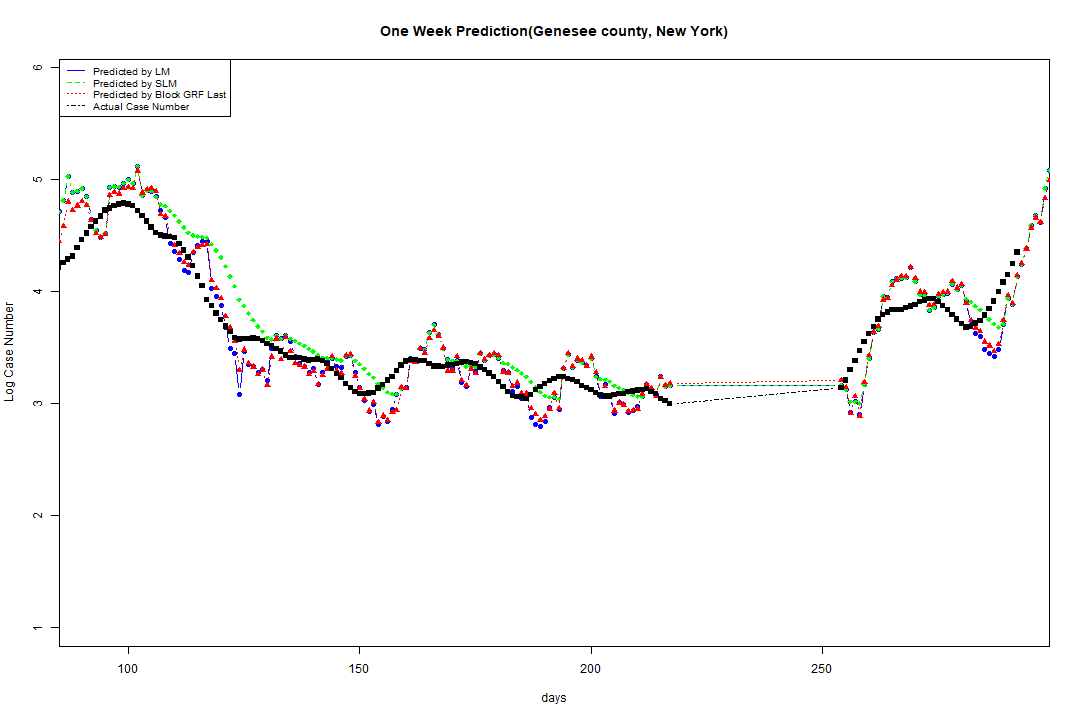 One Week Prediction(Genesee county, New York)
Predicted by LM
Predicted by SLM
Predicted by Block GRF Last
Actual Case Number
6
5
4
3
2
1
Log Case Number
100 150 200 250
days